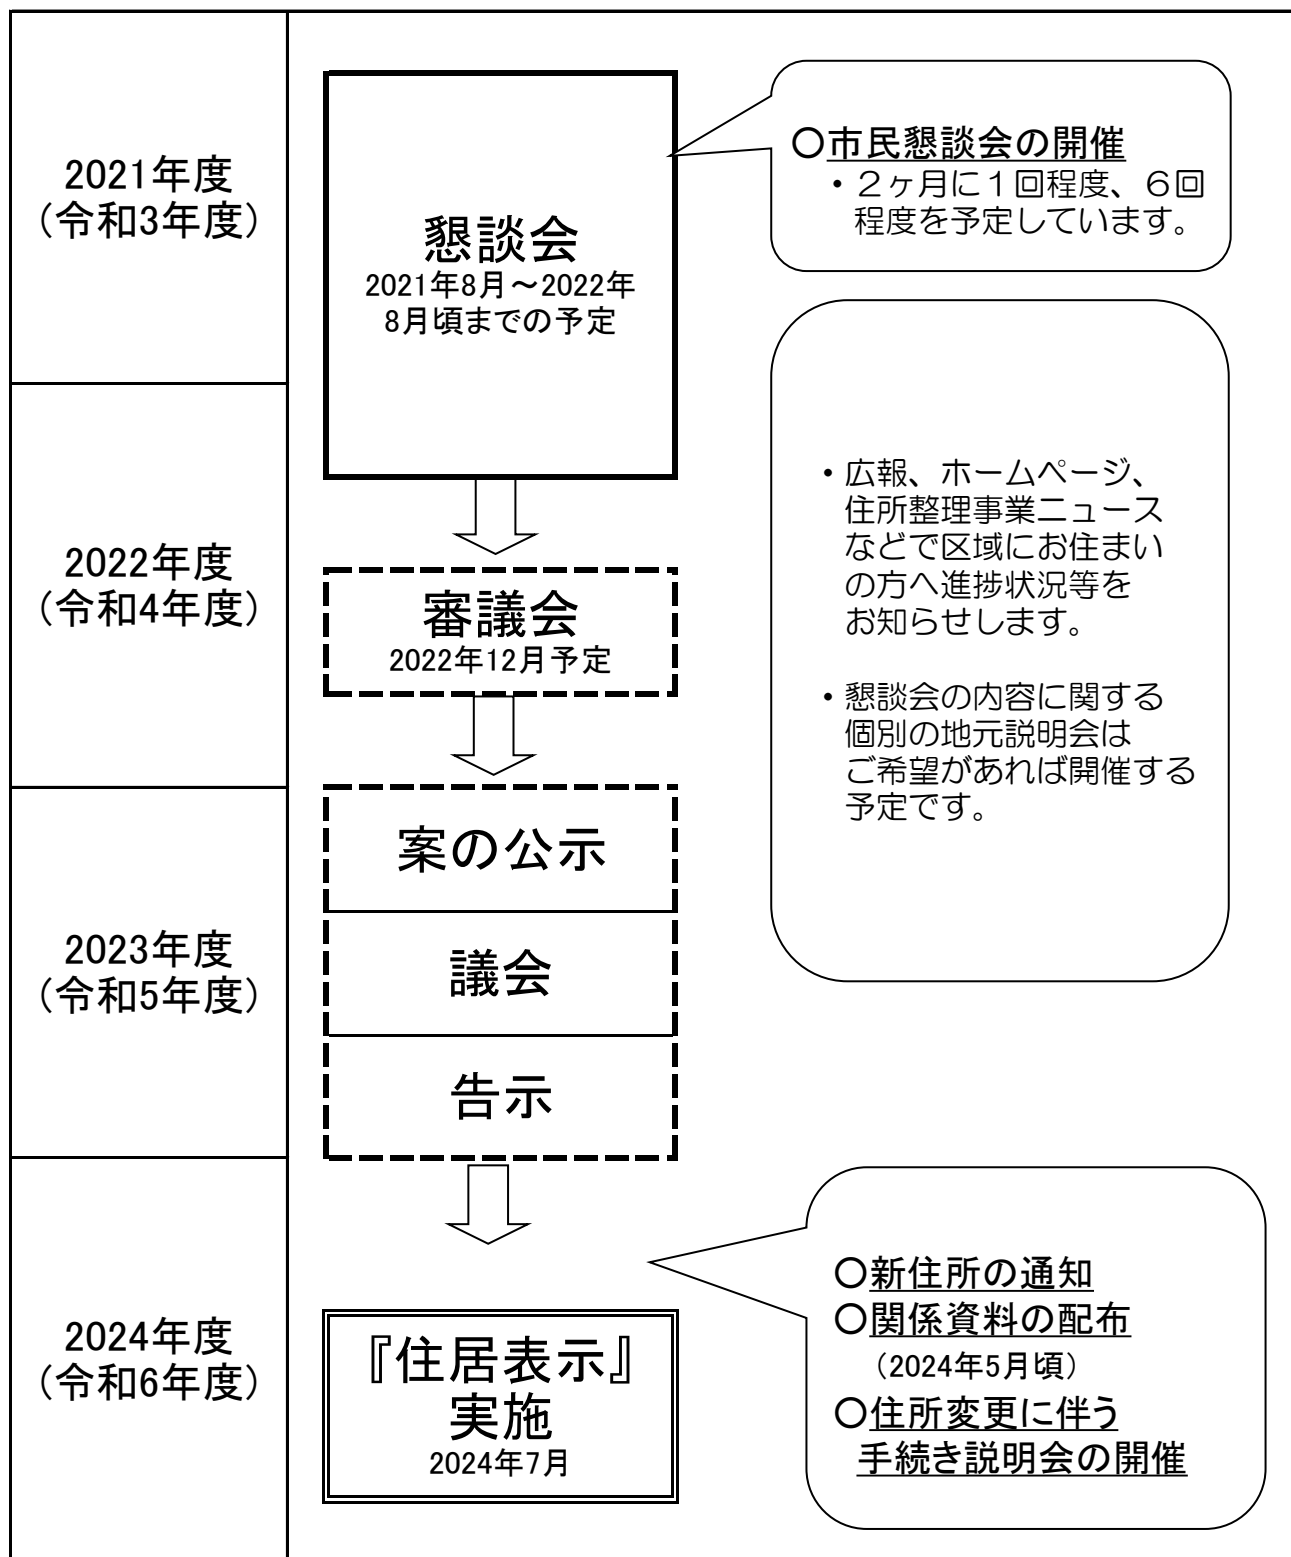 2021年度
（令和3年度）
懇談会
2021年8月～2022年
8月頃までの予定
〇市民懇談会の開催
・２ヶ月に１回程度、６回
程度を予定しています。
・広報、ホームページ、
住所整理事業ニュース
などで区域にお住まい
の方へ進捗状況等を
お知らせします。
・懇談会の内容に関する
個別の地元説明会は
ご希望があれば開催する
予定です。
2022年度
（令和4年度）
審議会
2022年12月予定
2023年度
（令和5年度）
案の公示
議会
告示
2024年度
（令和6年度）
『住居表示』
実施
2024年7月
〇新住所の通知
〇関係資料の配布
（2024年5月頃）
〇住所変更に伴う
手続き説明会の開催